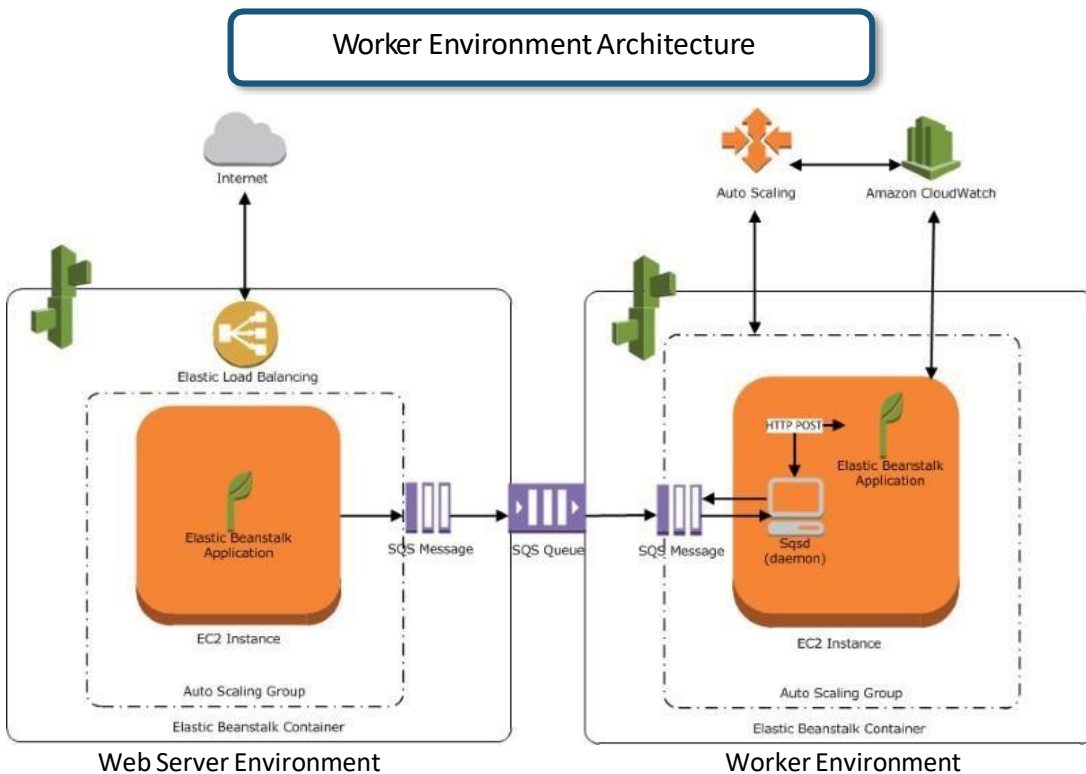 Worker Environment Architecture
Internet
Auto Scaling
Amazon CloudWatch
Elastic Load Balancing
Elastic Beanstalk
Application
EC2 Instance
Auto Scaling Group
Elastic Beanstalk Container
Web Server Environment
SQS Message
SQS Queue
SQS Message
HTTP POST
Elastic Beanstalk
Application
Sqsd
(daemon)
EC2 Instance
Auto Scaling Group
Elastic Beanstalk Container
Worker Environment